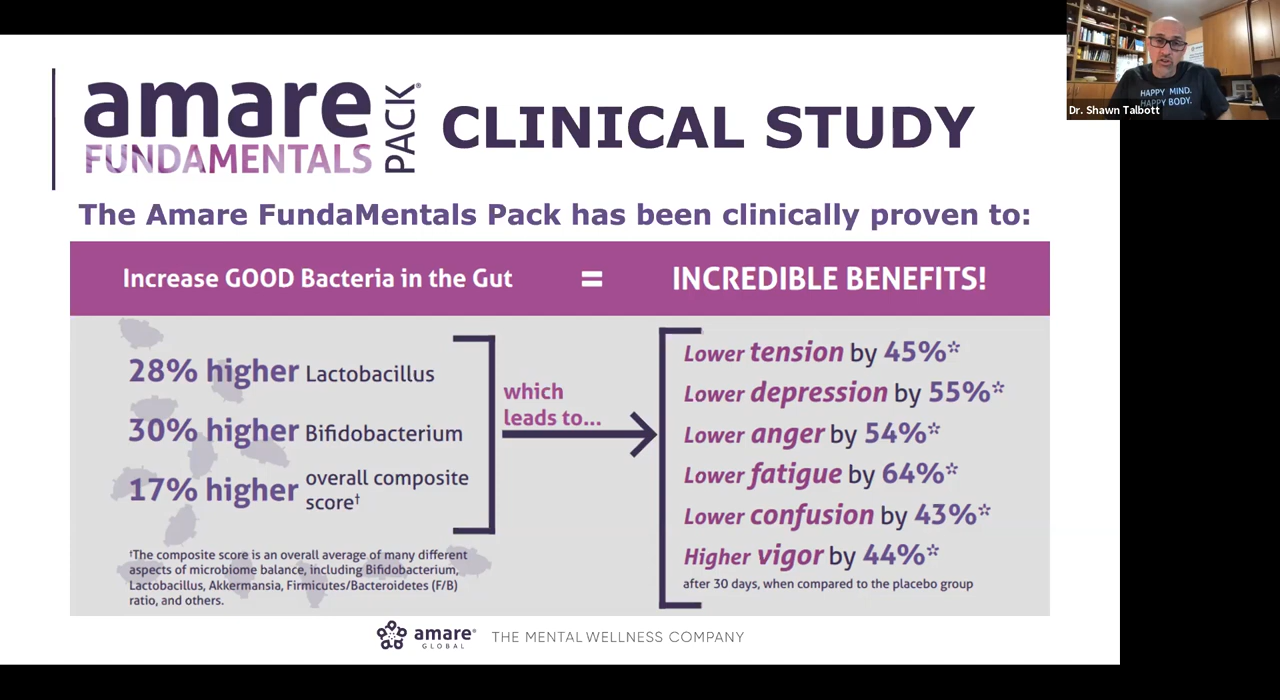 amare
FUNDAMENTALS
PACK®
CLINICAL STUDY
HAPPY MIND.
HAPPY BODY.
Dr. Shawn Talbott
The Amare FundaMentals Pack has been clinically proven to:
Increase GOOD Bacteria in the Gut = INCREDIBLE BENEFITS!
28% higher Lactobacillus
30% higher Bifidobacterium
17% higher overall composite
score†
†The composite score is an overall average of many different
aspects of microbiome balance, including Bifidobacterium,
Lactobacillus, Akkermansia, Firmicutes/Bacteroidetes (F/B)
ratio, and others.
which
leads to...
Lower tension by 45%*
Lower depression by 55%*
Lower anger by 54%*
Lower fatigue by 64%*
Lower confusion by 43%*
Higher vigor by 44%*
after 30 days, when compared to the placebo group
amare®
GLOBAL
THE MENTAL WELLNESS COMPANY